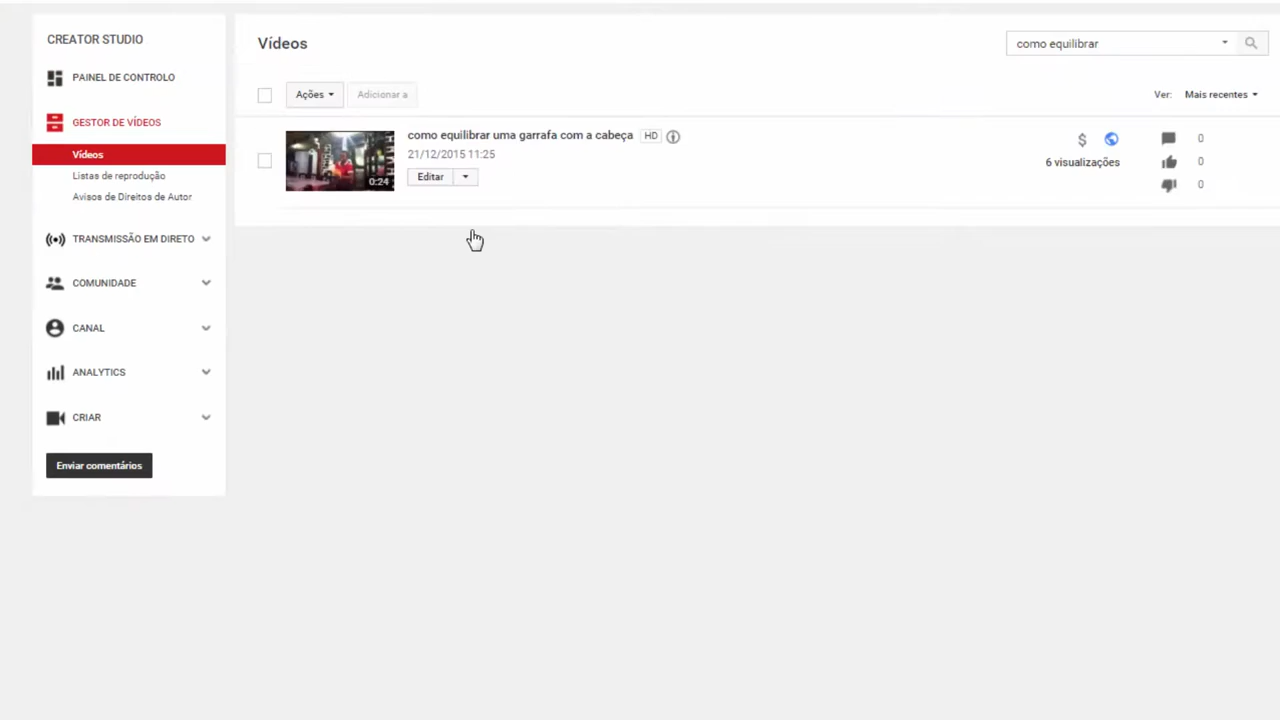 CREATOR STUDIO
PAINEL DE CONTROLO
GESTOR DE VÍDEOS
Vídeos
Listas de reprodução
Avisos de Direitos de Autor
TRANSMISSÃO EM DIRETO
COMUNIDADE
CANAL
ANALYTICS
CRIAR
Enviar comentários
Vídeos
como equilibrar
Ações
Adicionar a
Ver: Mais recentes
como equilibrar uma garrafa com a cabeça HD
21/12/2015 11:25
Editar
0:24
$
6 visualizações
0
0
0